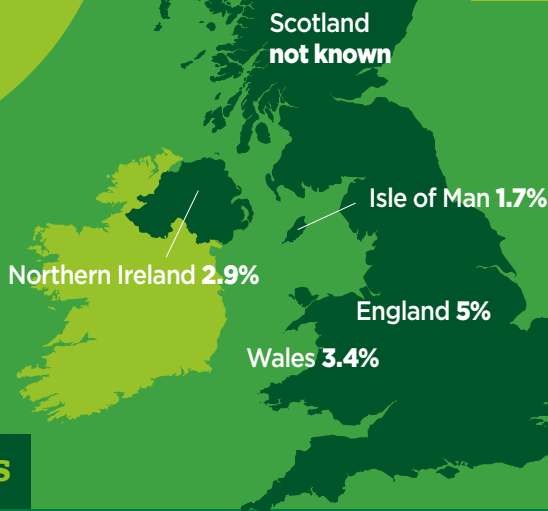 Scotland
not known
Isle of Man 1.7%
Northern Ireland 2.9%
England 5%
Wales 3.4%
s